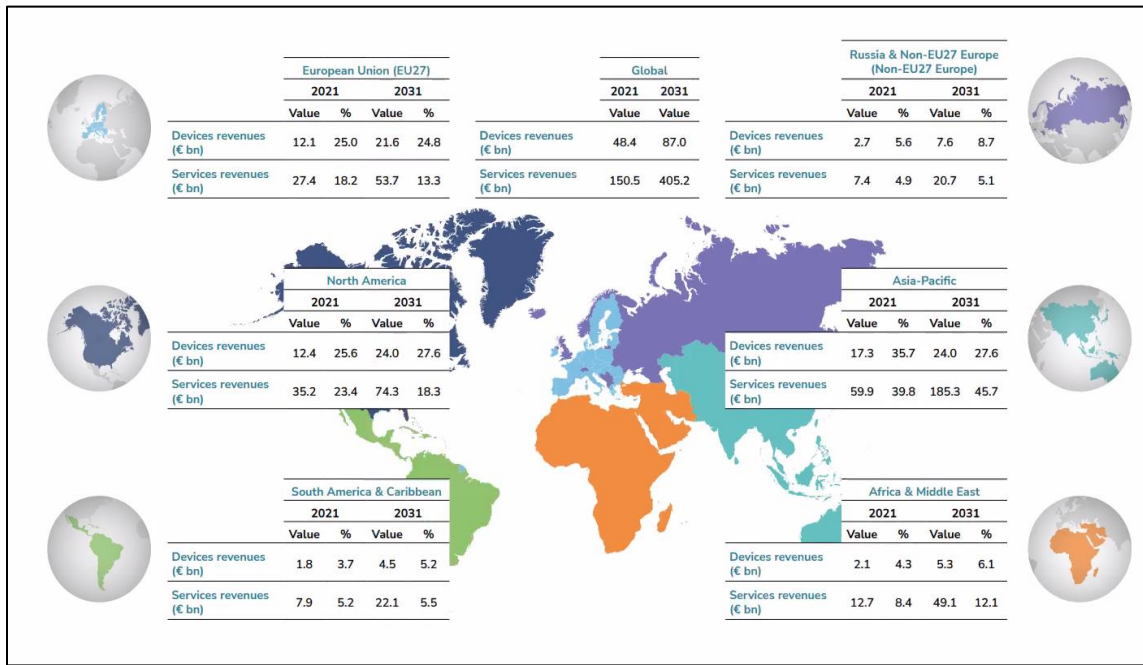 European Union (EU27)
2021 2031
Value % Value %
Devices revenues
(€ bn)
12.1 25.0 21.6 24.8
Services revenues
(€ bn)
27.4 18.2 53.7 13.3
Global
2021 2031
Value Value
Devices revenues
(€ bn)
48.4 87.0
Services revenues
(€ bn)
150.5 405.2
Russia & Non-EU27 Europe
(Non-EU27 Europe)
2021 2031
Value % Value %
Devices revenues
(€ bn)
2.7 5.6 7.6 8.7
Services revenues
(€ bn)
7.4 4.9 20.7 5.1
North America
2021 2031
Value % Value %
Devices revenues
(€ bn)
12.4 25.6 24.0 27.6
Services revenues
(€ bn)
35.2 23.4 74.3 18.3
Asia-Pacific
2021 2031
Value % Value %
Devices revenues
(€ bn)
17.3 35.7 24.0 27.6
Services revenues
(€ bn)
59.9 39.8 185.3 45.7
South America & Caribbean
2021 2031
Value % Value %
Devices revenues
(€ bn)
1.8 3.7 4.5 5.2
Services revenues
(€ bn)
7.9 5.2 22.1 5.5
Africa & Middle East
2021 2031
Value % Value %
Devices revenues
(€ bn)
2.1 4.3 5.3 6.1
Services revenues
(€ bn)
12.7 8.4 49.1 12.1